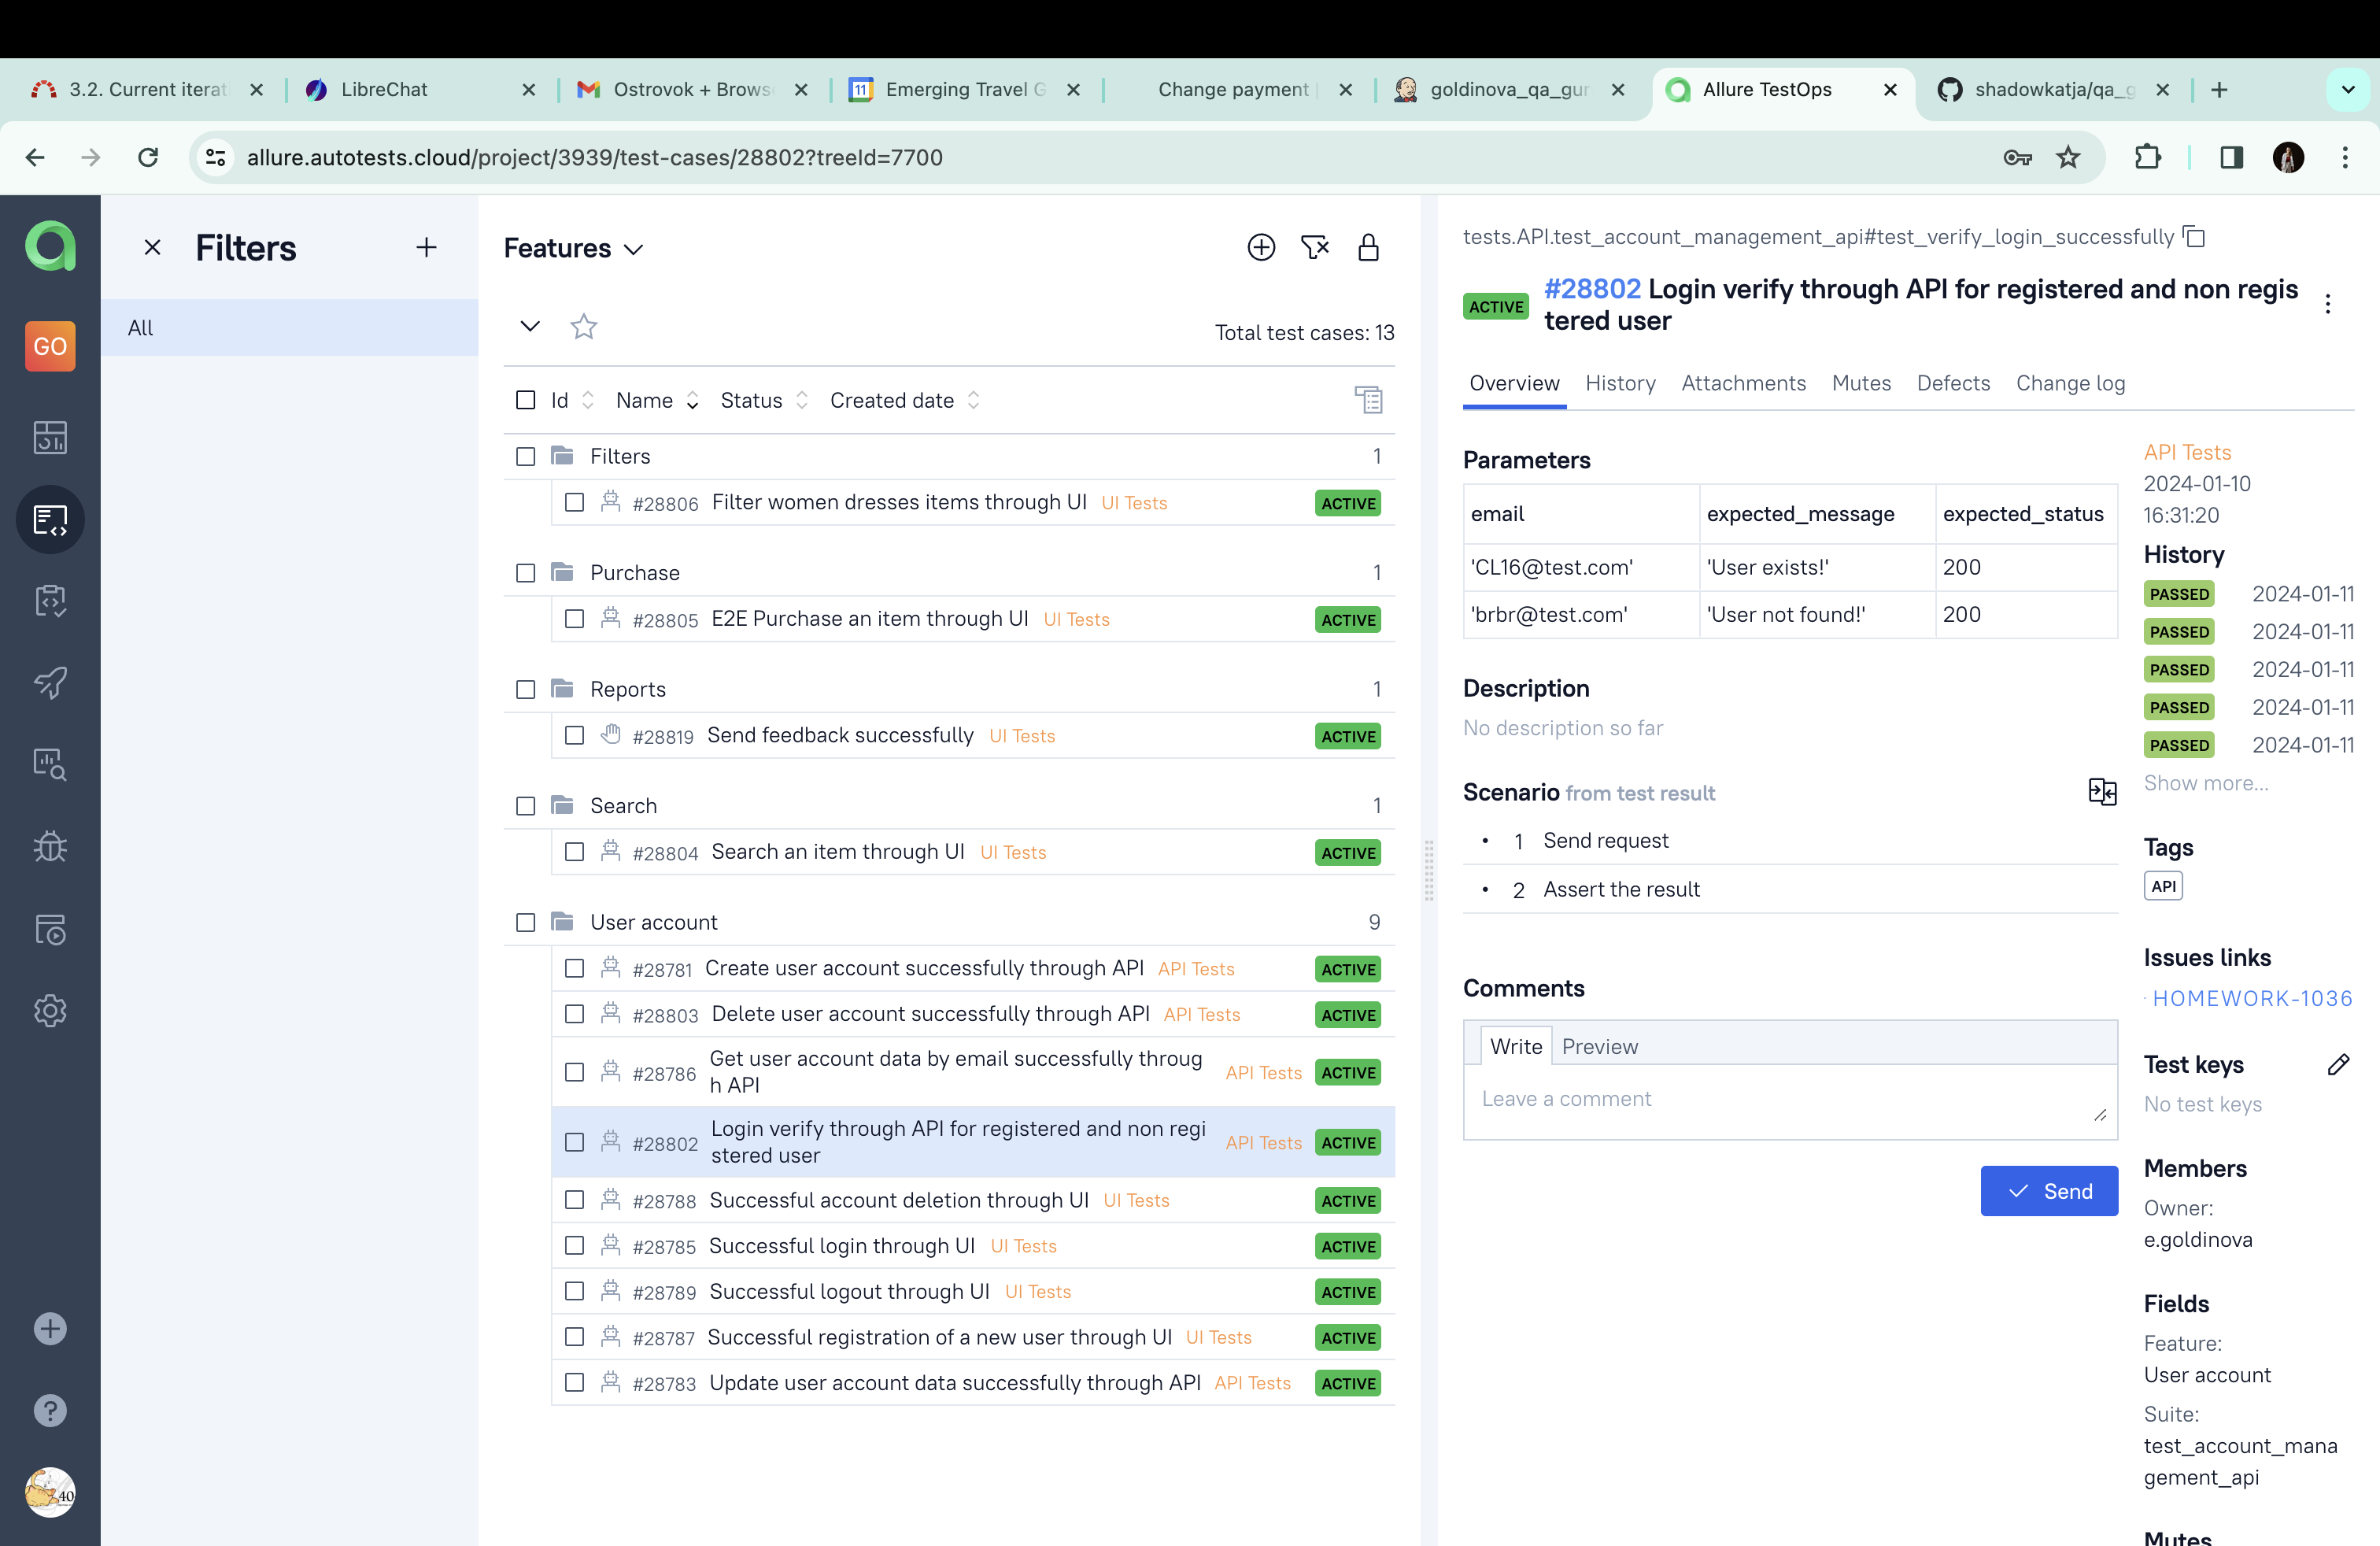 3.2. Current iterat
LibreChat
Ostrovok + Brows
Emerging Travel G
Change payment
goldinova_qa_gur
Allure TestOps
shadowkatja/qa_g
allure.autotests.cloud/project/3939/test-cases/28802?treeId=7700
GO
Filters
All
Features
Total test cases: 13
Id Name Status Created date
Filters 1
#28806 Filter women dresses items through UI UI Tests ACTIVE
Purchase 1
#28805 E2E Purchase an item through UI UI Tests ACTIVE
Reports 1
#28819 Send feedback successfully UI Tests ACTIVE
Search 1
#28804 Search an item through UI UI Tests ACTIVE
User account 9
#28781 Create user account successfully through API API Tests ACTIVE
#28803 Delete user account successfully through API API Tests ACTIVE
#28786 Get user account data by email successfully throug
h API API Tests ACTIVE
#28802 Login verify through API for registered and non regi
stered user API Tests ACTIVE
#28788 Successful account deletion through UI UI Tests ACTIVE
#28785 Successful login through UI UI Tests ACTIVE
#28789 Successful logout through UI UI Tests ACTIVE
#28787 Successful registration of a new user through UI UI Tests ACTIVE
#28783 Update user account data successfully through API API Tests ACTIVE
tests.API.test_account_management_api#test_verify_login_successfully
ACTIVE #28802 Login verify through API for registered and non regis
tered user
Overview History Attachments Mutes Defects Change log
Parameters
email expected_message expected_status
'CL16@test.com' 'User exists!' 200
'brbr@test.com' 'User not found!' 200
Description
No description so far
Scenario from test result
1 Send request
2 Assert the result
Comments
Write Preview
Leave a comment
Send
API Tests
2024-01-10
16:31:20
History
PASSED 2024-01-11
PASSED 2024-01-11
PASSED 2024-01-11
PASSED 2024-01-11
PASSED 2024-01-11
Show more...
Tags
API
Issues links
HOMEWORK-1036
Test keys
No test keys
Members
Owner:
e.goldinova
Fields
Feature:
User account
Suite:
test_account_mana
gement_api
Mutes
40
11